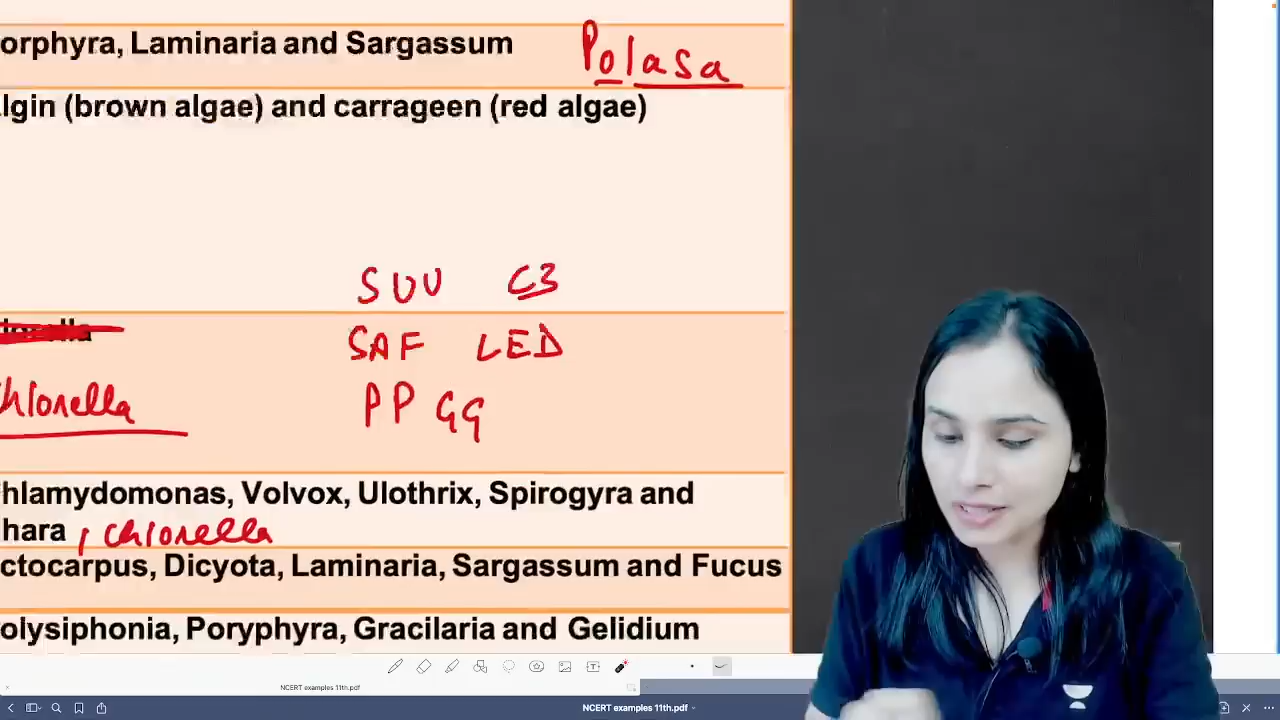 orphyra, Laminaria and Sargassum Polasa
lgin (brown algae) and carrageen (red algae)
SUU C3
SAF LED
hlorella
PP GG
hlamydomonas, Volvox, Ulothrix, Spirogyra and
hara , chlorella
ctocarpus, Dicyota, Laminaria, Sargassum and Fucus
olysiphonia, Poryphyra, Gracilaria and Gelidium
NCERT examples 11th.pdf
NCERT examples 11th.pdf